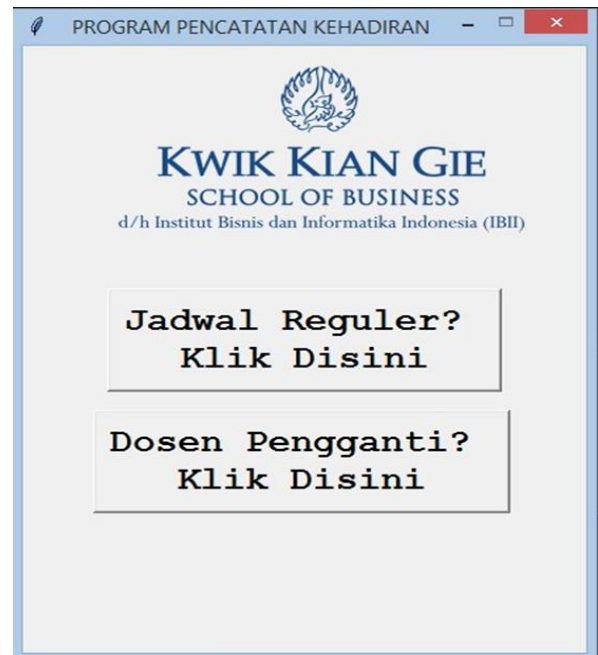 PROGRAM PENCATATAN KEHADIRAN
KWIK KIAN GIE
SCHOOL OF BUSINESS
d/h Institut Bisnis dan Informatika Indonesia (IBII)
Jadwal Reguler?
Klik Disini
Dosen Pengganti?
Klik Disini